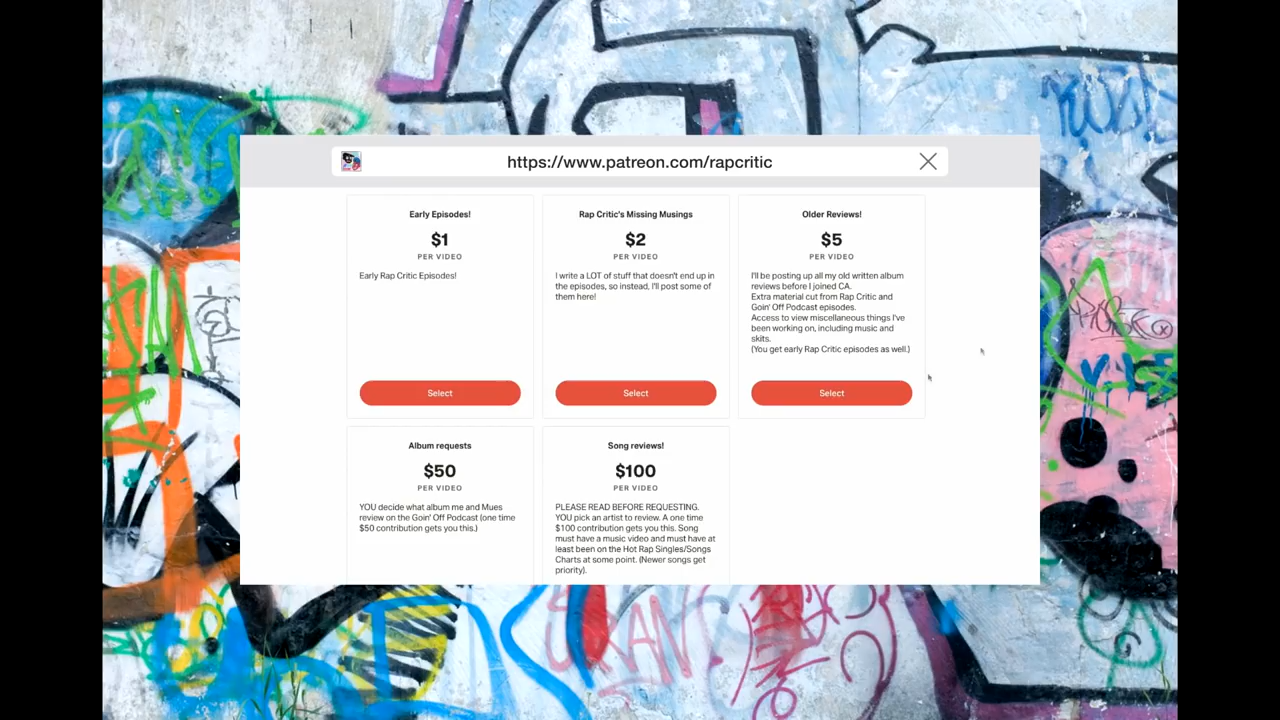 https://www.patreon.com/rapcritic
Early Episodes!
$1
PER VIDEO
Early Rap Critic Episodes!
Select
Rap Critic's Missing Musings
$2
PER VIDEO
I write a LOT of stuff that doesn't end up in
the episodes, so instead, I'll post some of
them here!
Select
Older Reviews!
$5
PER VIDEO
I'll be posting up all my old written album
reviews before I joined CA.
Extra material cut from Rap Critic and
Goin' Off Podcast episodes.
Access to view miscellaneous things I've
been working on, including music and
skits.
(You get early Rap Critic episodes as well.)
Select
Album requests
$50
PER VIDEO
YOU decide what album me and Mues
review on the Goin' Off Podcast (one time
$50 contribution gets you this.)
Song reviews!
$100
PER VIDEO
PLEASE READ BEFORE REQUESTING.
YOU pick an artist to review. A one time
$100 contribution gets you this. Song
must have a music video and must have at
least been on the Hot Rap Singles/Songs
Charts at some point. (Newer songs get
priority).